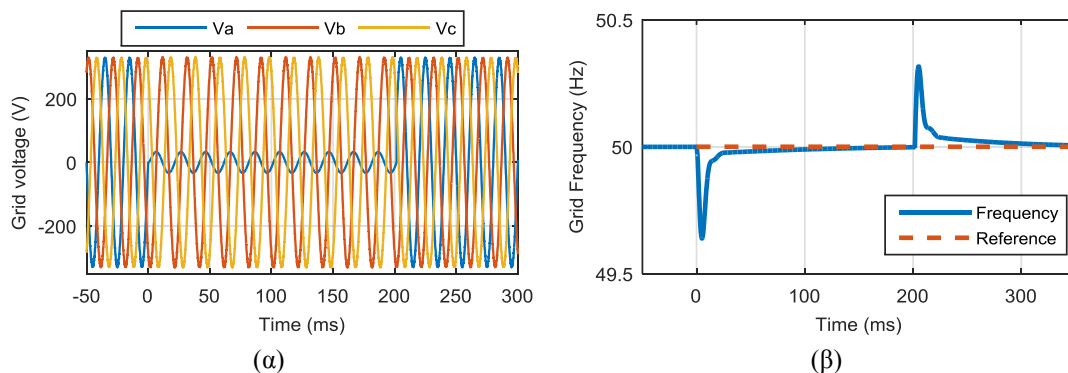 Va Vb Vc
Grid voltage (V)
200
0
-200
-50 0 50 100 150 200 250 300
Time (ms)
(α)
Grid Frequency (Hz)
50.5
50
49.5
Frequency
Reference
0 100 200 300
Time (ms)
(β)